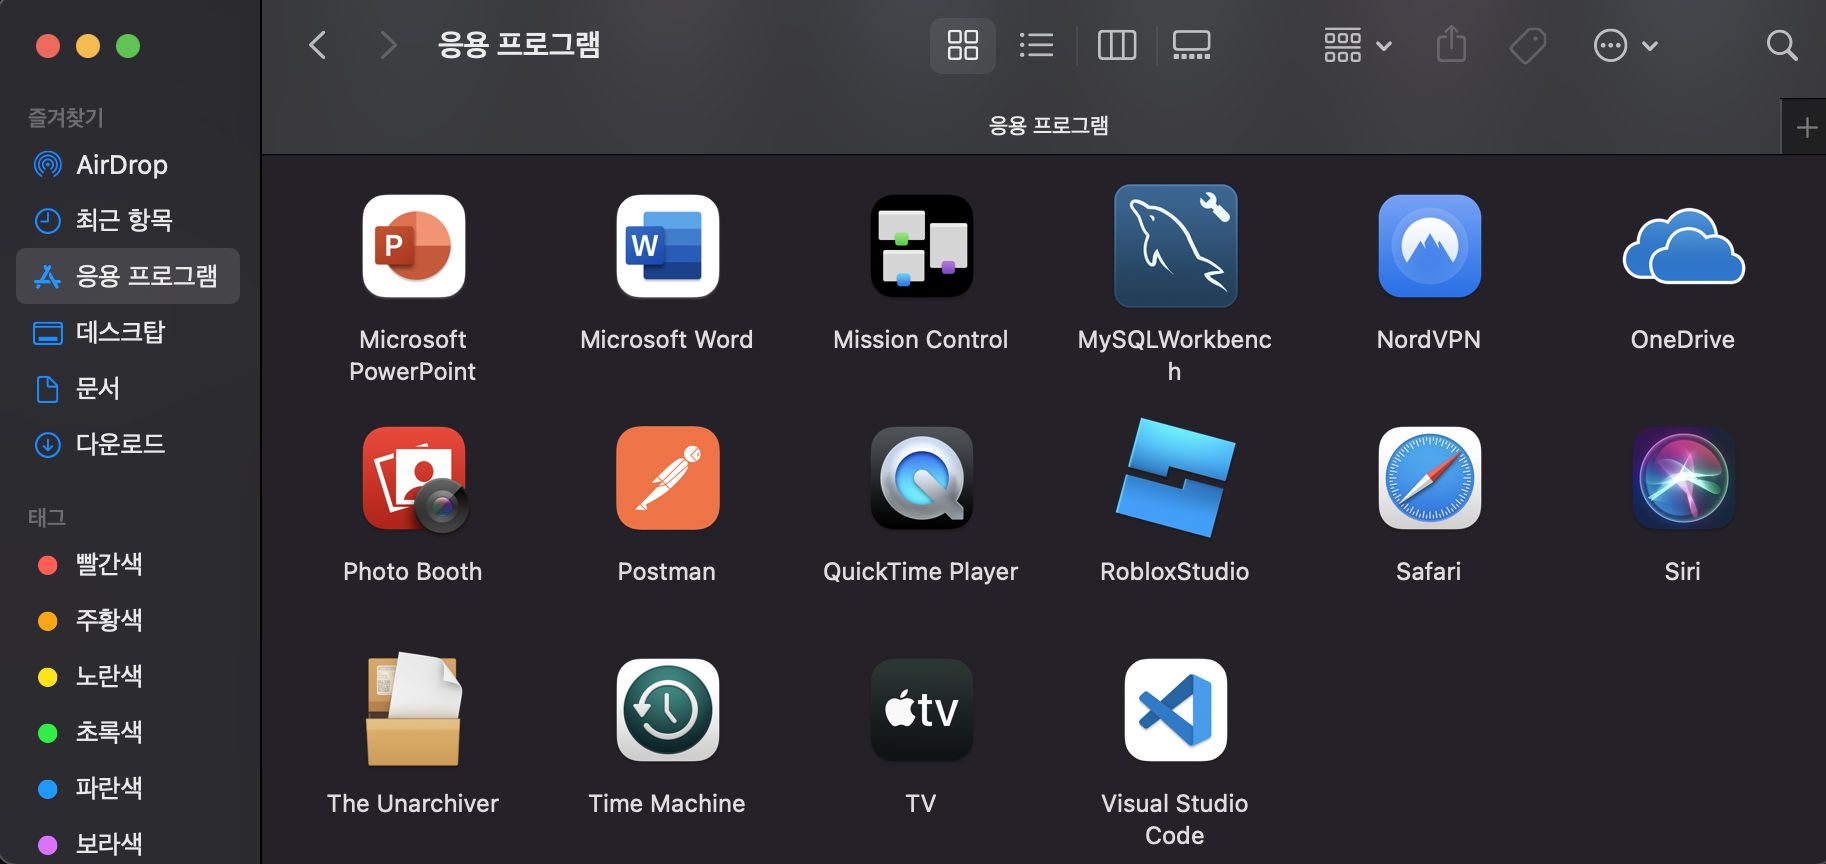 응용 프로그램
즐겨찾기
AirDrop
최근 항목
응용 프로그램
데스크탑
문서
다운로드
태그
빨간색
주황색
노란색
초록색
파란색
보라색
응용 프로그램
P
W
Microsoft
PowerPoint
Microsoft Word
Mission Control
MySQLWorkbenc
h
NordVPN
OneDrive
Photo Booth
Postman
QuickTime Player
RobloxStudio
Safari
Siri
tv
The Unarchiver
Time Machine
TV
Visual Studio
Code